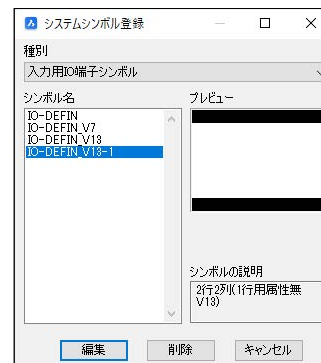 システムシンボル登録
種別
入力用IO端子シンボル
シンボル名
プレビュー
IO-DEFIN
IO-DEFIN_V7
IO-DEFIN_V13
IO-DEFIN_V13-1
シンボルの説明
2行2列(1行用属性無
V13)
編集
削除
キャンセル